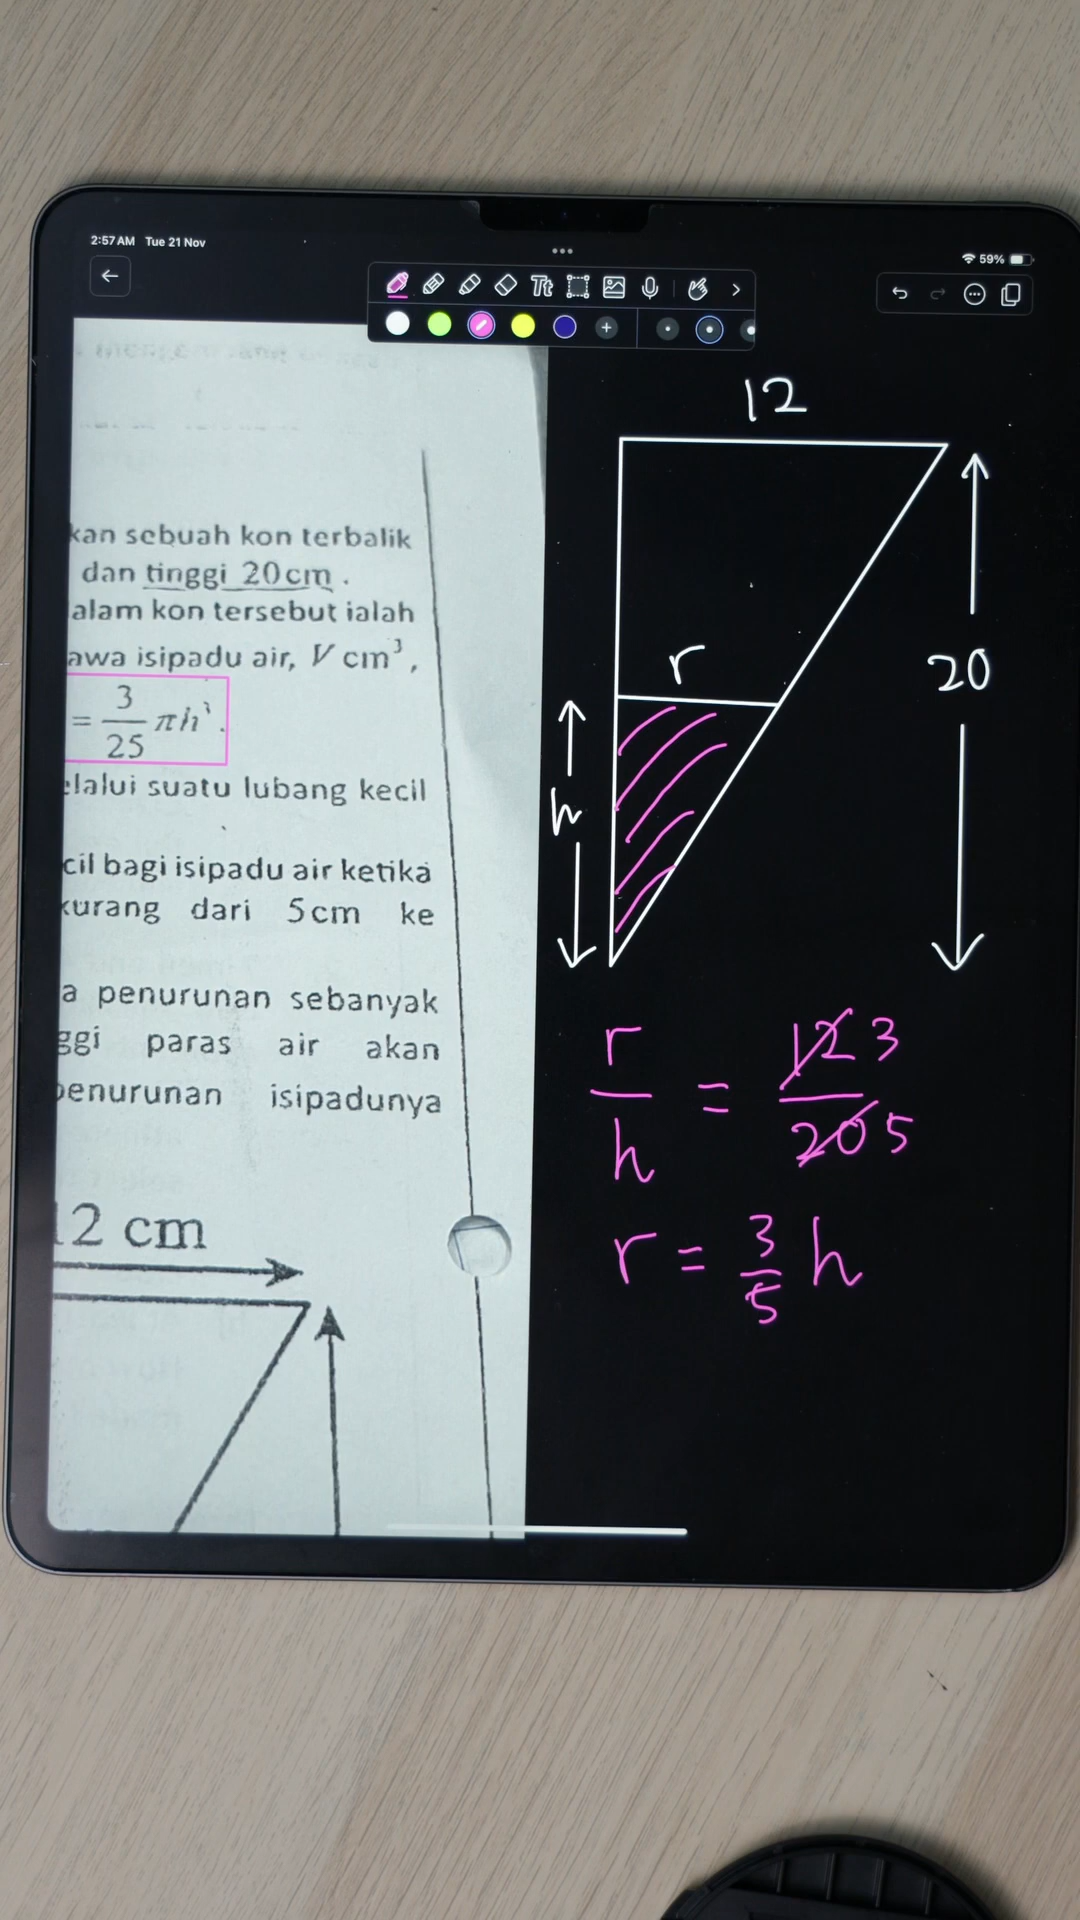 2:57 AM Tue 21 Nov
59%
Tt
kan sebuah kon terbalik
dan tinggi 20cm .
alam kon tersebut ialah
awa isipadu air, V cm³ ,
= 3/25 πh³ .
elalui suatu lubang kecil
cil bagi isipadu air ketika
kurang dari 5cm ke
a penurunan sebanyak
ggi paras air akan
penurunan isipadunya
12 cm
12
r
20
h
r/h = 12/20 3/5
r = 3/5 h